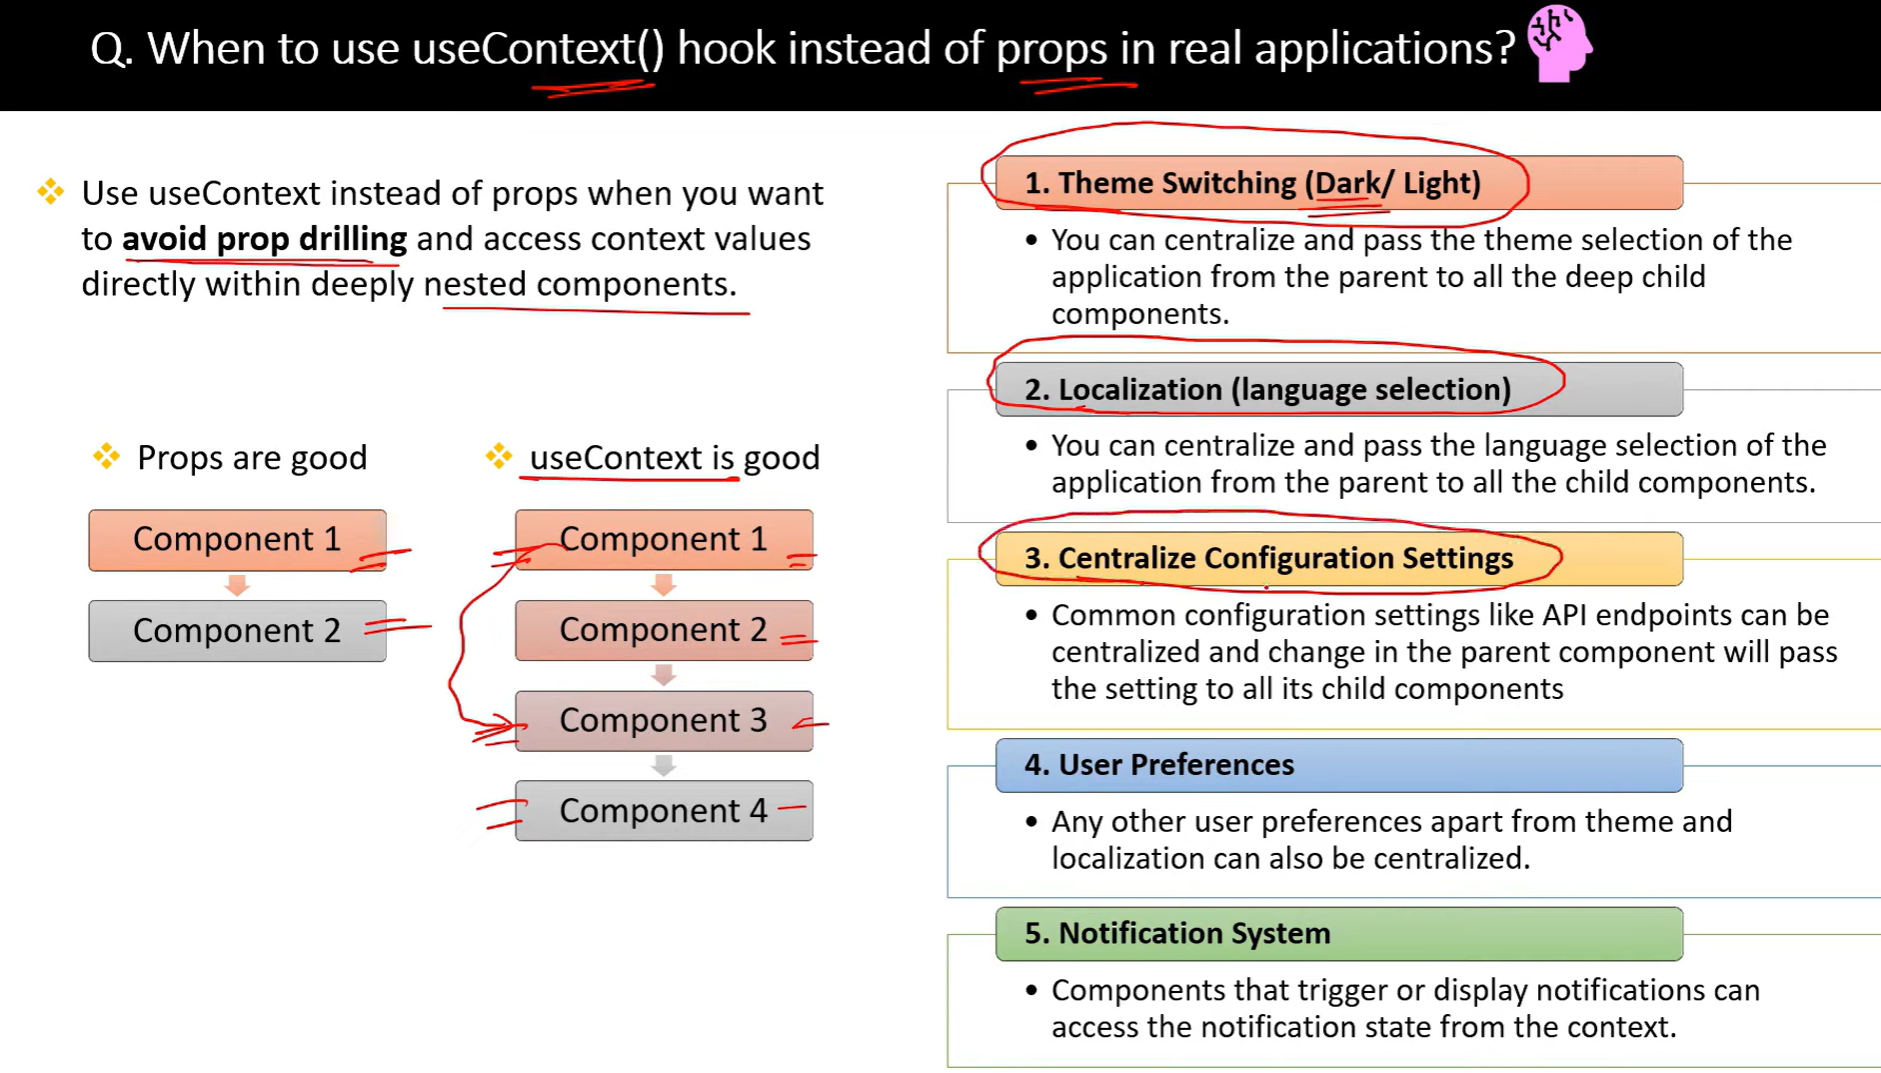 Q. When to use useContext() hook instead of props in real applications?
Use useContext instead of props when you want
to avoid prop drilling and access context values
directly within deeply nested components.
Props are good
Component 1
Component 2
useContext is good
Component 1
Component 2
Component 3
Component 4
1. Theme Switching (Dark/ Light)
• You can centralize and pass the theme selection of the
application from the parent to all the deep child
components.
2. Localization (language selection)
• You can centralize and pass the language selection of the
application from the parent to all the child components.
3. Centralize Configuration Settings
• Common configuration settings like API endpoints can be
centralized and change in the parent component will pass
the setting to all its child components
4. User Preferences
• Any other user preferences apart from theme and
localization can also be centralized.
5. Notification System
• Components that trigger or display notifications can
access the notification state from the context.